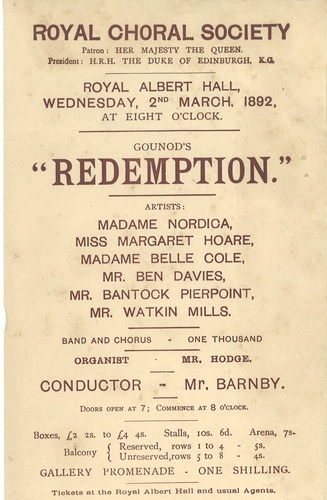 ROYAL CHORAL SOCIETY
Patron: HER MAJESTY THE QUEEN.
President: H.R.H. THE DUKE OF EDINBURGH, K.G.
ROYAL ALBERT HALL,
WEDNESDAY, 2ND MARCH, 1892,
AT EIGHT O'CLOCK.
GOUNOD'S
"REDEMPTION."
ARTISTS:
MADAME NORDICA,
MISS MARGARET HOARE,
MADAME BELLE COLE,
MR. BEN DAVIES,
MR. BANTOCK PIERPOINT,
MR. WATKIN MILLS.
BAND AND CHORUS - ONE THOUSAND
ORGANIST - MR. HODGE.
CONDUCTOR - Mr. BARNBY.
DOORS OPEN AT 7; COMMENCE AT 8 O'CLOCK.
Boxes, £2 2s. to £4 4s. Stalls, 10s. 6d. Arena, 7s.
Balcony { Reserved, rows 1 to 4 - 5s.
Unreserved, rows 5 to 8 - 4s.
GALLERY PROMENADE - ONE SHILLING.
Tickets at the Royal Albert Hall and usual Agents.